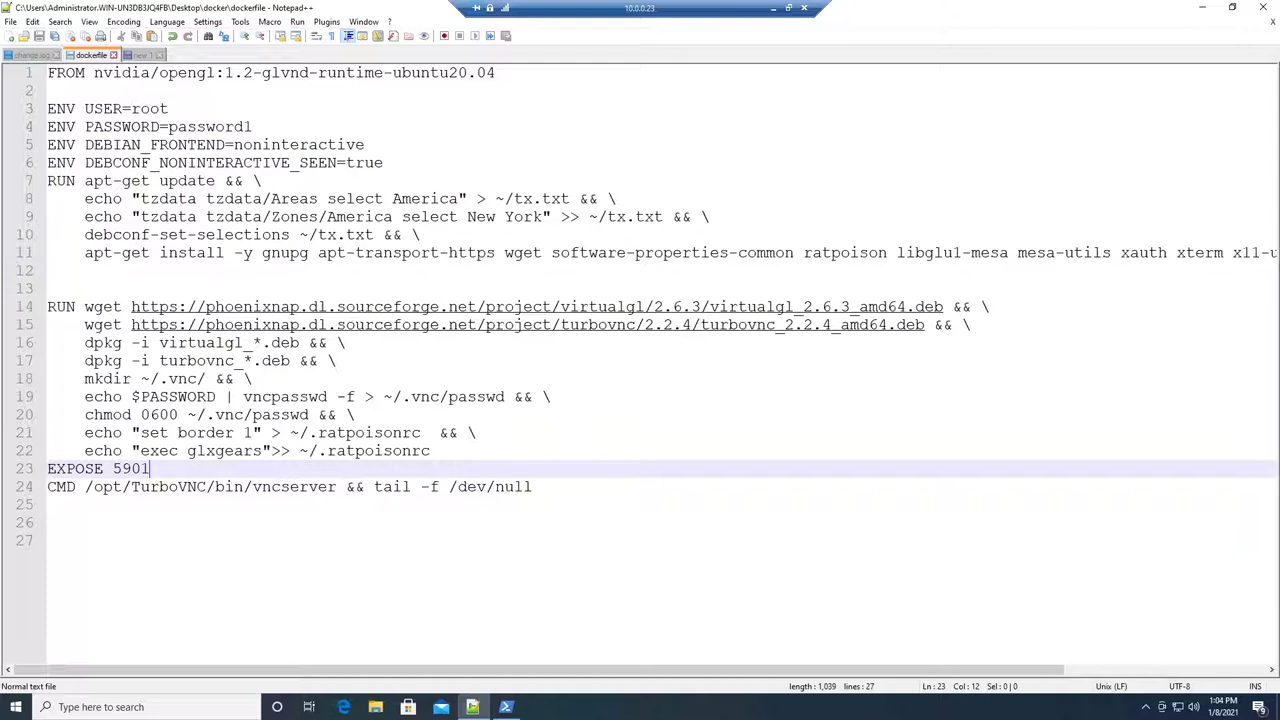 C:\Users\Administrator.WIN-UN3DB3JQ4FB\Desktop\docker\dockerfile - Notepad++
10.0.0.23
File Edit Search View Encoding Language Settings Tools Macro Run Plugins Window ?
change.jpg dockerfile new 1
1 FROM nvidia/opengl:1.2-glvnd-runtime-ubuntu20.04
2
3 ENV USER=root
4 ENV PASSWORD=password1
5 ENV DEBIAN_FRONTEND=noninteractive
6 ENV DEBCONF_NONINTERACTIVE_SEEN=true
7 RUN apt-get update && \
8 echo "tzdata tzdata/Areas select America" > ~/tx.txt && \
9 echo "tzdata tzdata/Zones/America select New York" >> ~/tx.txt && \
10 debconf-set-selections ~/tx.txt && \
11 apt-get install -y gnupg apt-transport-https wget software-properties-common ratpoison libglu1-mesa mesa-utils xauth xterm x11-u
12
13
14 RUN wget https://phoenixnap.dl.sourceforge.net/project/virtualgl/2.6.3/virtualgl_2.6.3_amd64.deb && \
15 wget https://phoenixnap.dl.sourceforge.net/project/turbovnc/2.2.4/turbovnc_2.2.4_amd64.deb && \
16 dpkg -i virtualgl_*.deb && \
17 dpkg -i turbovnc_*.deb && \
18 mkdir ~/.vnc/ && \
19 echo $PASSWORD | vncpasswd -f > ~/.vnc/passwd && \
20 chmod 0600 ~/.vnc/passwd && \
21 echo "set border 1" > ~/.ratpoisonrc  && \
22 echo "exec glxgears">> ~/.ratpoisonrc
23 EXPOSE 5901
24 CMD /opt/TurboVNC/bin/vncserver && tail -f /dev/null
25
26
27
Normal text file length : 1,039 lines : 27 Ln : 23 Col : 12 Sel : 0 | 0 Unix (LF) UTF-8 INS
Type here to search
1:04 PM
1/8/2021